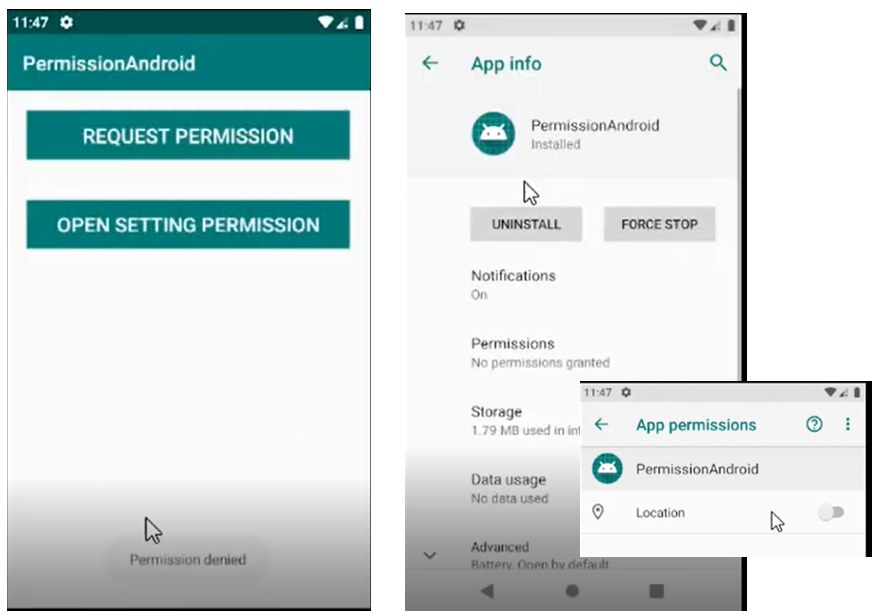 11:47
PermissionAndroid
REQUEST PERMISSION
OPEN SETTING PERMISSION
Permission denied
11:47
App info
PermissionAndroid
Installed
UNINSTALL
FORCE STOP
Notifications
On
Permissions
No permissions granted
Storage
1.79 MB used in
Data usage
No data used
Advanced
Battery, Open by default
11:47
App permissions
PermissionAndroid
Location